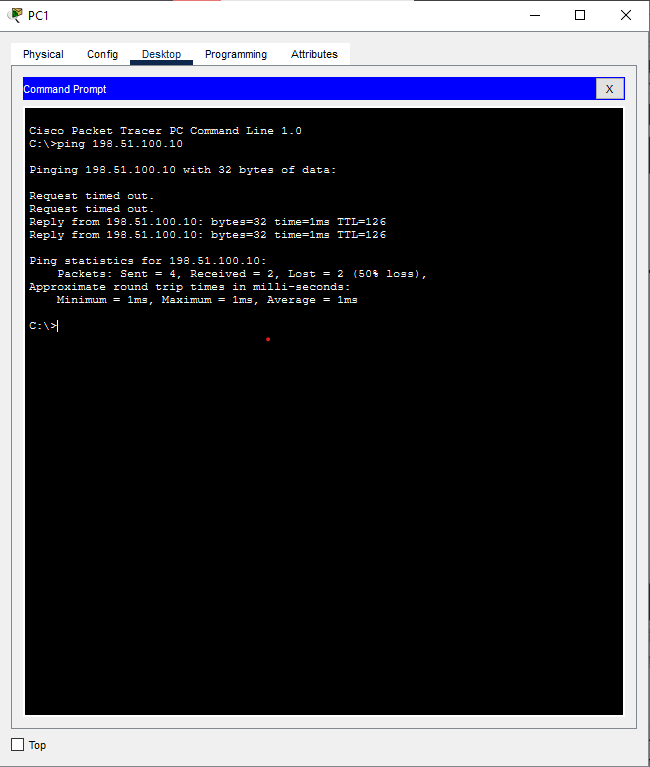 PC1
Physical Config Desktop Programming Attributes
Command Prompt X
Cisco Packet Tracer PC Command Line 1.0
C:\>ping 198.51.100.10
Pinging 198.51.100.10 with 32 bytes of data:
Request timed out.
Request timed out.
Reply from 198.51.100.10: bytes=32 time=1ms TTL=126
Reply from 198.51.100.10: bytes=32 time=1ms TTL=126
Ping statistics for 198.51.100.10:
    Packets: Sent = 4, Received = 2, Lost = 2 (50% loss),
Approximate round trip times in milli-seconds:
    Minimum = 1ms, Maximum = 1ms, Average = 1ms
C:\>
Top